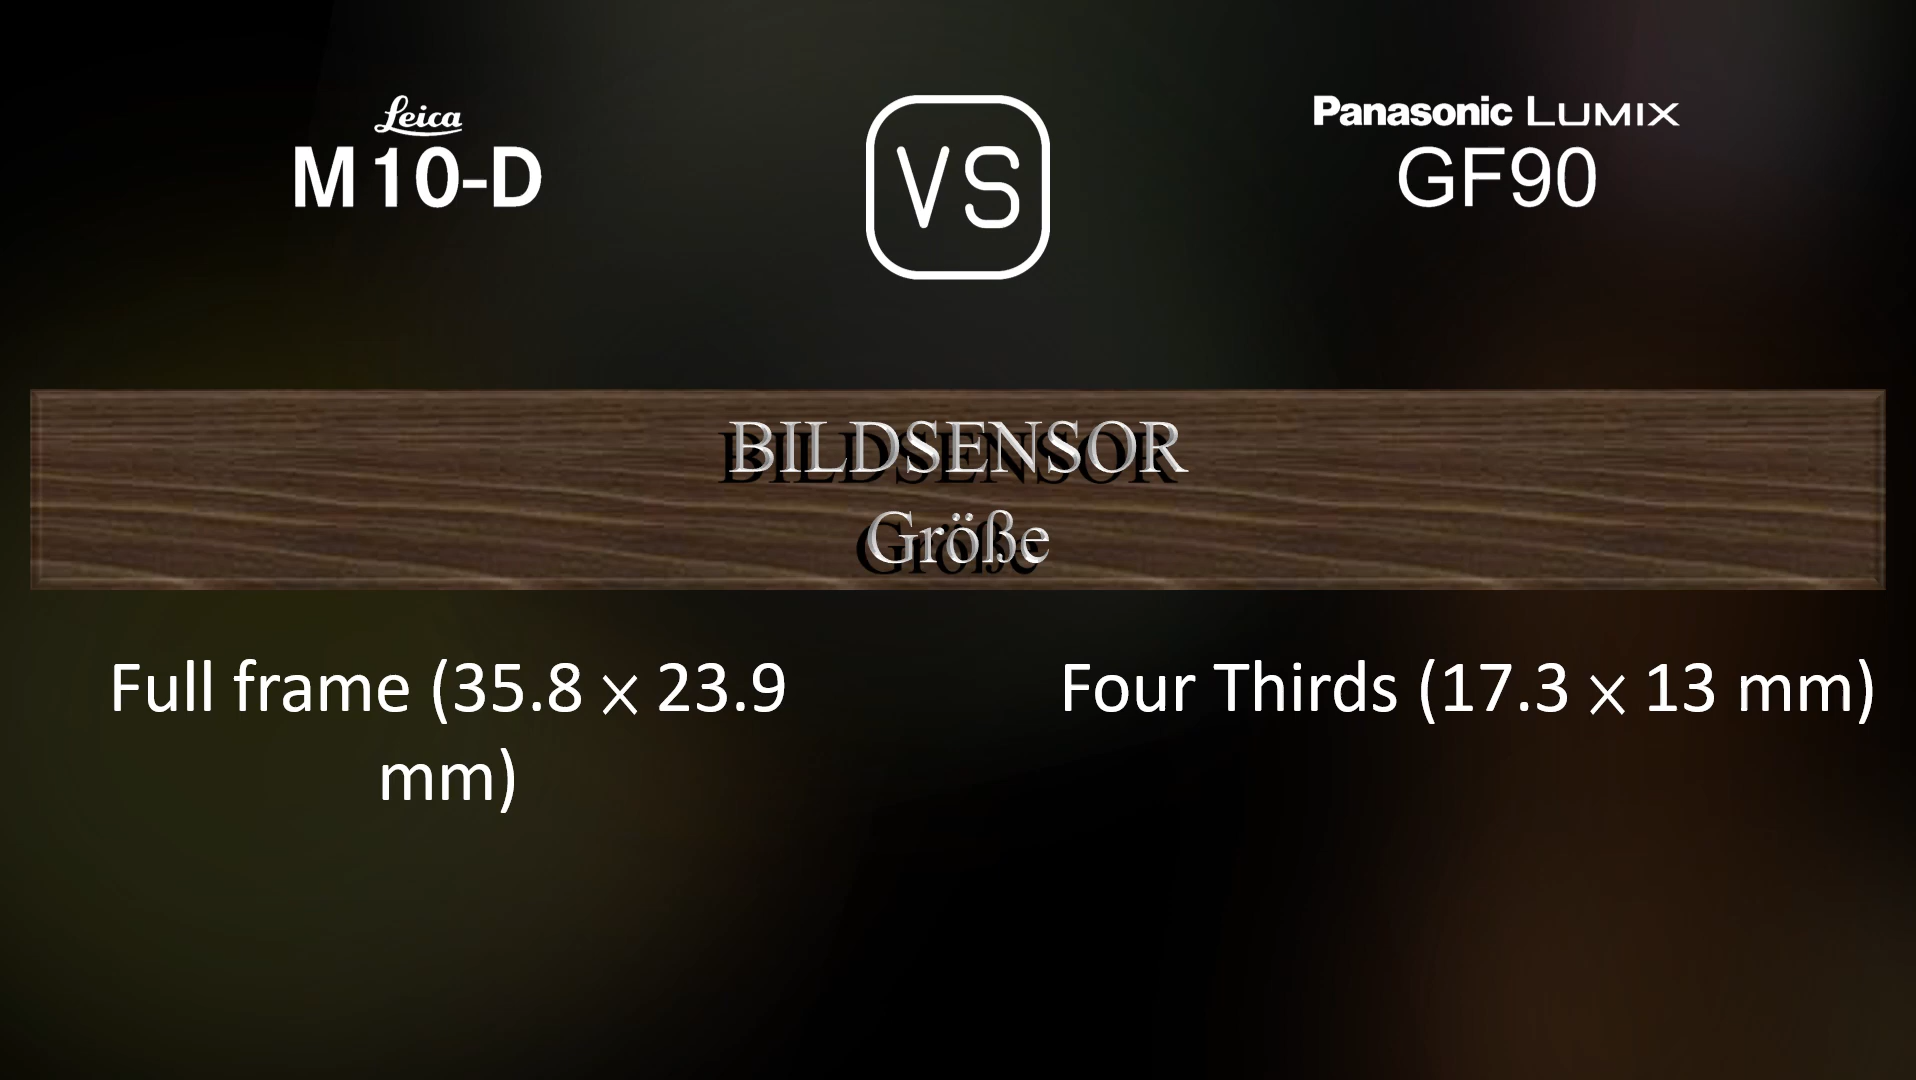 Leica
M10-D
VS
Panasonic LUMIX
GF90
BILDSENSOR
Größe
Full frame (35.8 x 23.9
mm)
Four Thirds (17.3 x 13 mm)